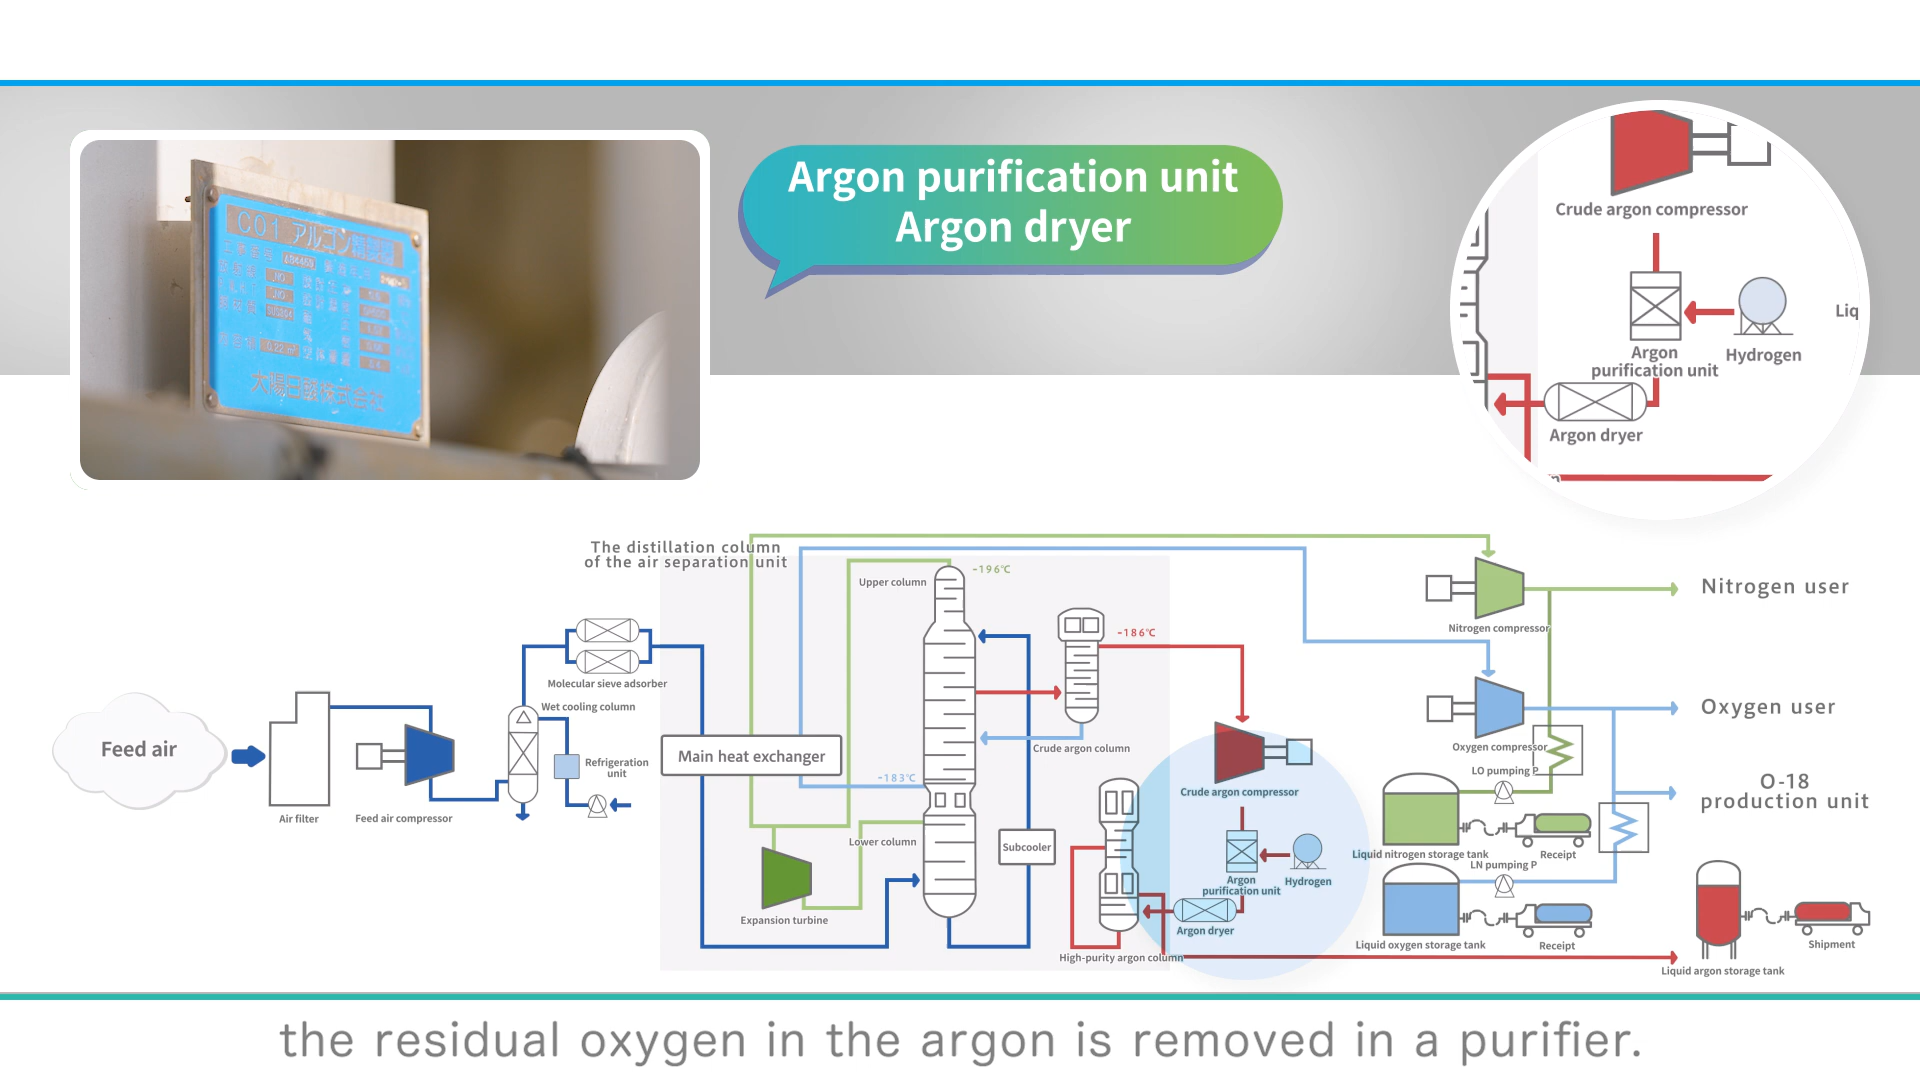 Argon purification unit
Argon dryer
CO1 アルゴン
大陽日酸株式会社
Crude argon compressor
Argon
purification unit
Hydrogen
Liq
Argon dryer
The distillation column
of the air separation unit
Upper column
-196℃
Nitrogen user
Nitrogen compressor
-186℃
Molecular sieve adsorber
Wet cooling column
Oxygen user
Feed air
Main heat exchanger
Crude argon column
Oxygen compressor
Refrigeration
unit
LO pumping P
-183℃
O-18
production unit
Crude argon compressor
Air filter
Feed air compressor
Lower column
Subcooler
Liquid nitrogen storage tank
Receipt
LN pumping P
Argon
purification unit
Hydrogen
Expansion turbine
Argon dryer
Liquid oxygen storage tank
Receipt
Shipment
High-purity argon column
Liquid argon storage tank
the residual oxygen in the argon is removed in a purifier.